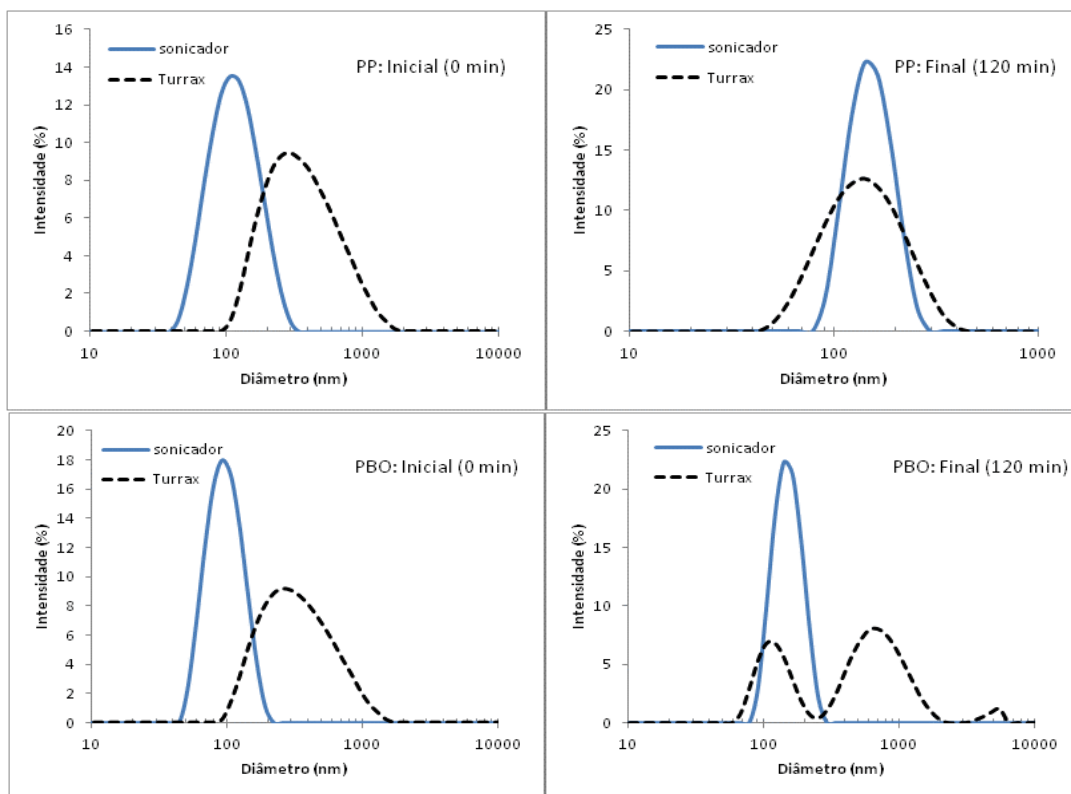 16
14
12
10
8
6
4
2
0
Intensidade (%)
sonicador
Turrax
PP: Inicial (0 min)
10 100 1000 10000
Diâmetro (nm)
25
20
15
10
5
0
Intensidade (%)
sonicador
Turrax
PP: Final (120 min)
10 100 1000
Diâmetro (nm)
20
18
16
14
12
10
8
6
4
2
0
Intensidade (%)
sonicador
Turrax
PBO: Inicial (0 min)
10 100 1000 10000
Diâmetro (nm)
25
20
15
10
5
0
Intensidade (%)
sonicador
Turrax
PBO: Final (120 min)
10 100 1000 10000
Diâmetro (nm)